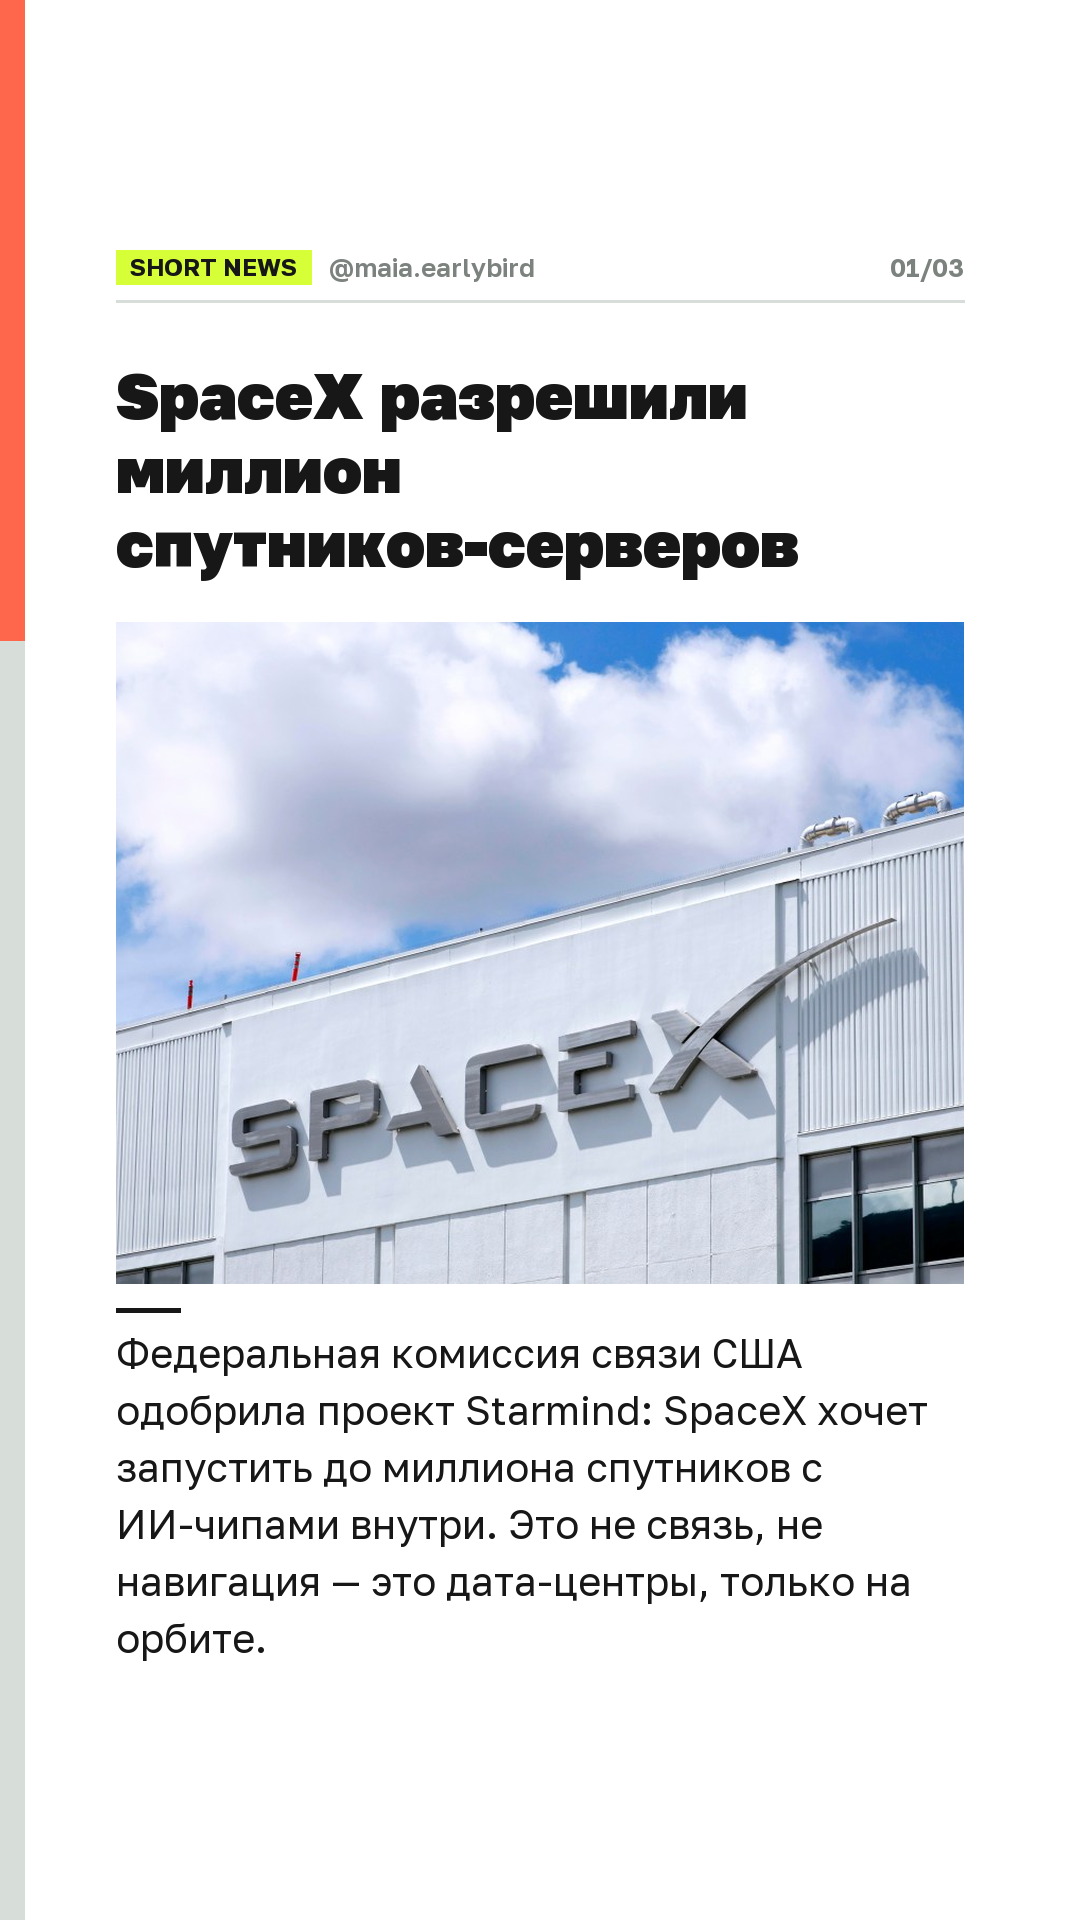 SHORT NEWS @maia.earlybird 01/03
SpaceX разрешили
миллион
спутников-серверов
SPACEX
Федеральная комиссия связи США
одобрила проект Starmind: SpaceX хочет
запустить до миллиона спутников с
ИИ-чипами внутри. Это не связь, не
навигация — это дата-центры, только на
орбите.